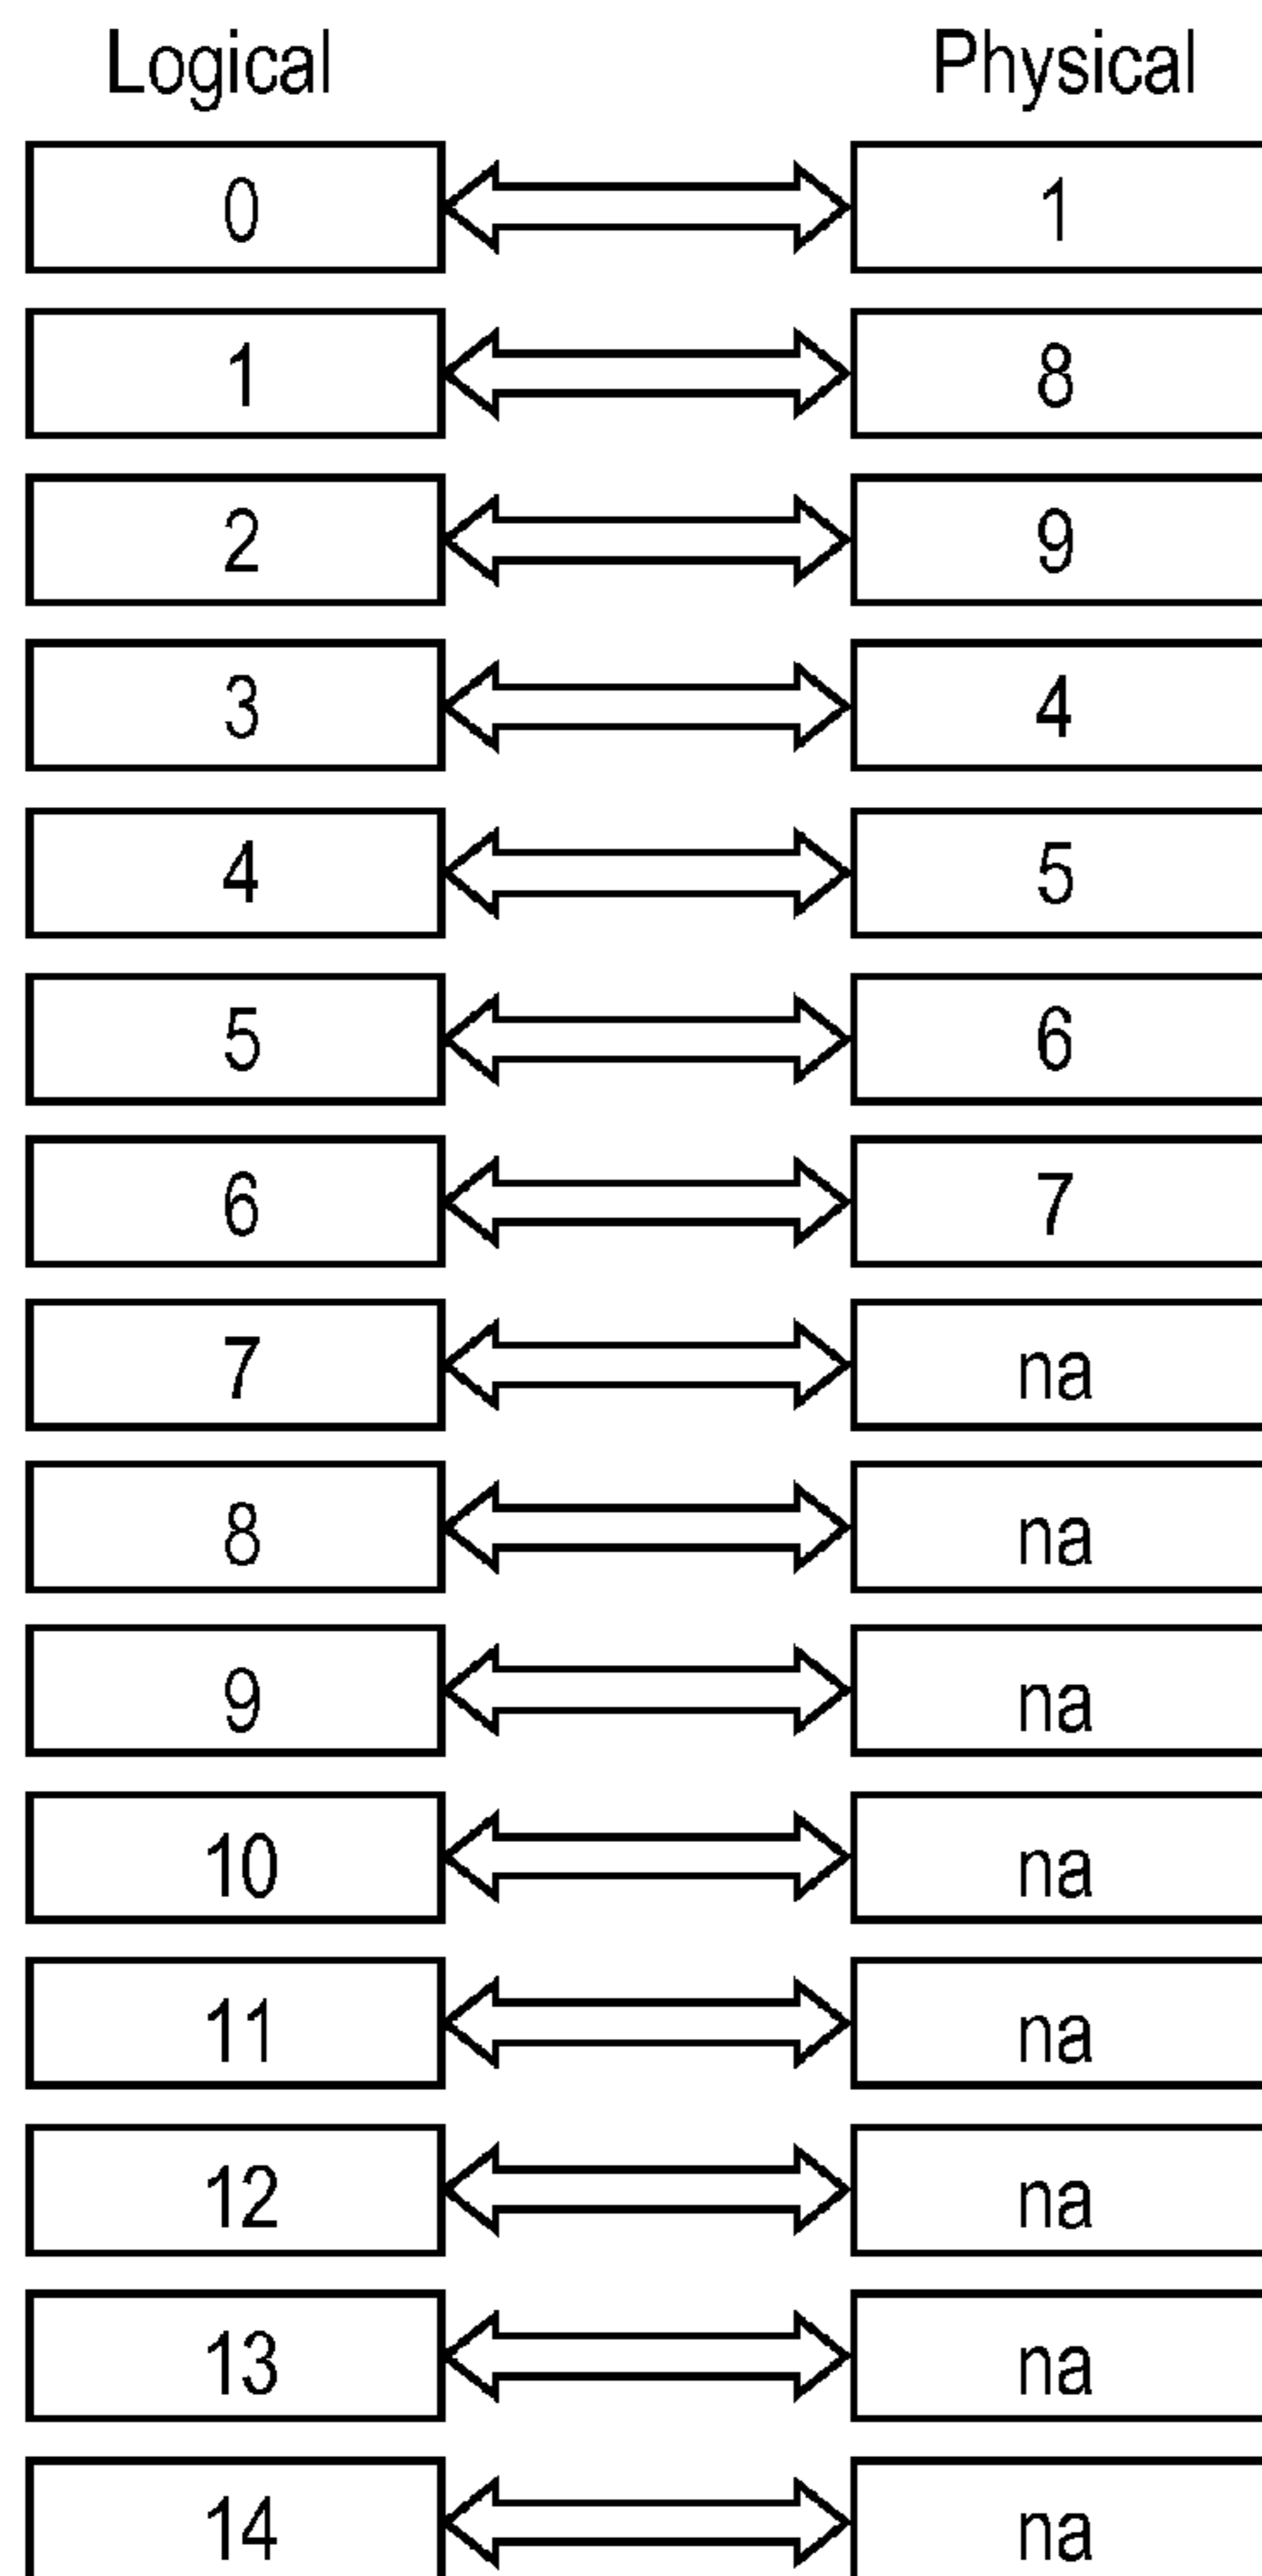 Logical Physical
0 1
1 8
2 9
3 4
4 5
5 6
6 7
7 na
8 na
9 na
10 na
11 na
12 na
13 na
14 na